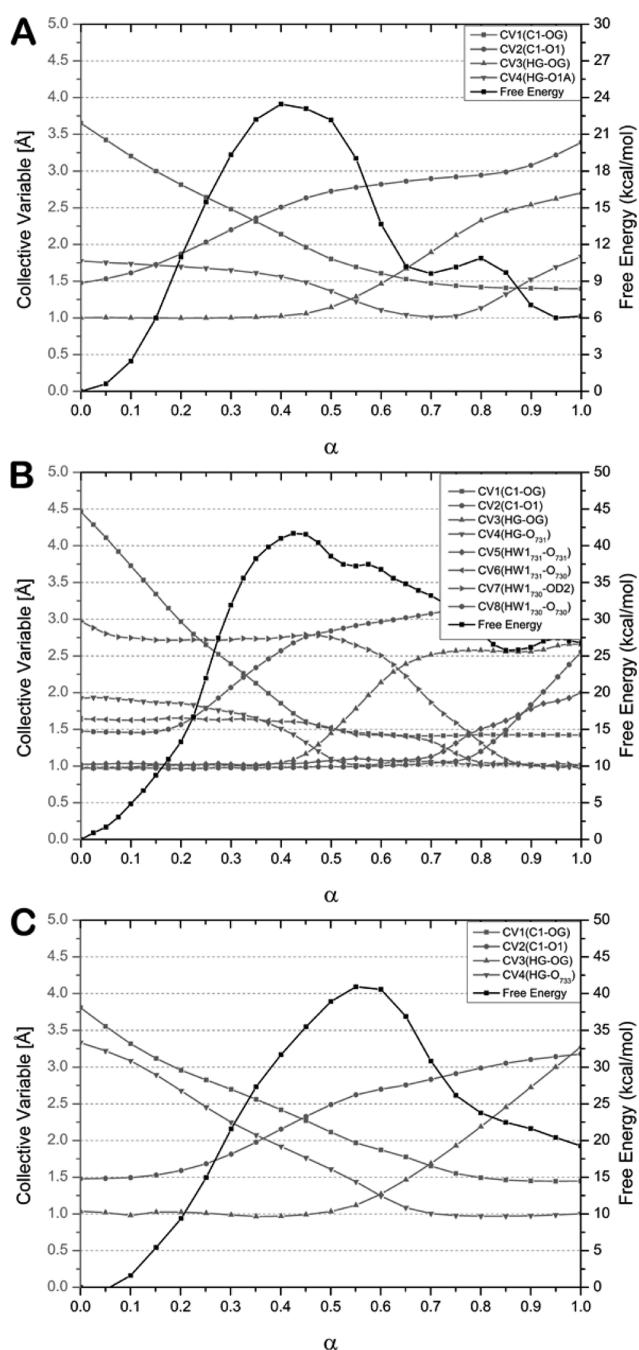 A
Collective Variable [Å]
5.0
4.5
4.0
3.5
3.0
2.5
2.0
1.5
1.0
0.5
0.0
CV1(C1-OG)
CV2(C1-O1)
CV3(HG-OG)
CV4(HG-O1A)
Free Energy
30
27
24
21
18
15
12
9
6
3
0
Free Energy (kcal/mol)
0.0 0.1 0.2 0.3 0.4 0.5 0.6 0.7 0.8 0.9 1.0
α
B
Collective Variable [Å]
5.0
4.5
4.0
3.5
3.0
2.5
2.0
1.5
1.0
0.5
0.0
CV1(C1-OG)
CV2(C1-O1)
CV3(HG-OG)
CV4(HG-O731)
CV5(HW1731-O731)
CV6(HW1731-O730)
CV7(HW1730-OD2)
CV8(HW1730-O730)
Free Energy
50
45
40
35
30
25
20
15
10
5
0
Free Energy (kcal/mol)
0.0 0.1 0.2 0.3 0.4 0.5 0.6 0.7 0.8 0.9 1.0
α
C
Collective Variable [Å]
5.0
4.5
4.0
3.5
3.0
2.5
2.0
1.5
1.0
0.5
0.0
CV1(C1-OG)
CV2(C1-O1)
CV3(HG-OG)
CV4(HG-O733)
Free Energy
50
45
40
35
30
25
20
15
10
5
0
Free Energy (kcal/mol)
0.0 0.1 0.2 0.3 0.4 0.5 0.6 0.7 0.8 0.9 1.0
α